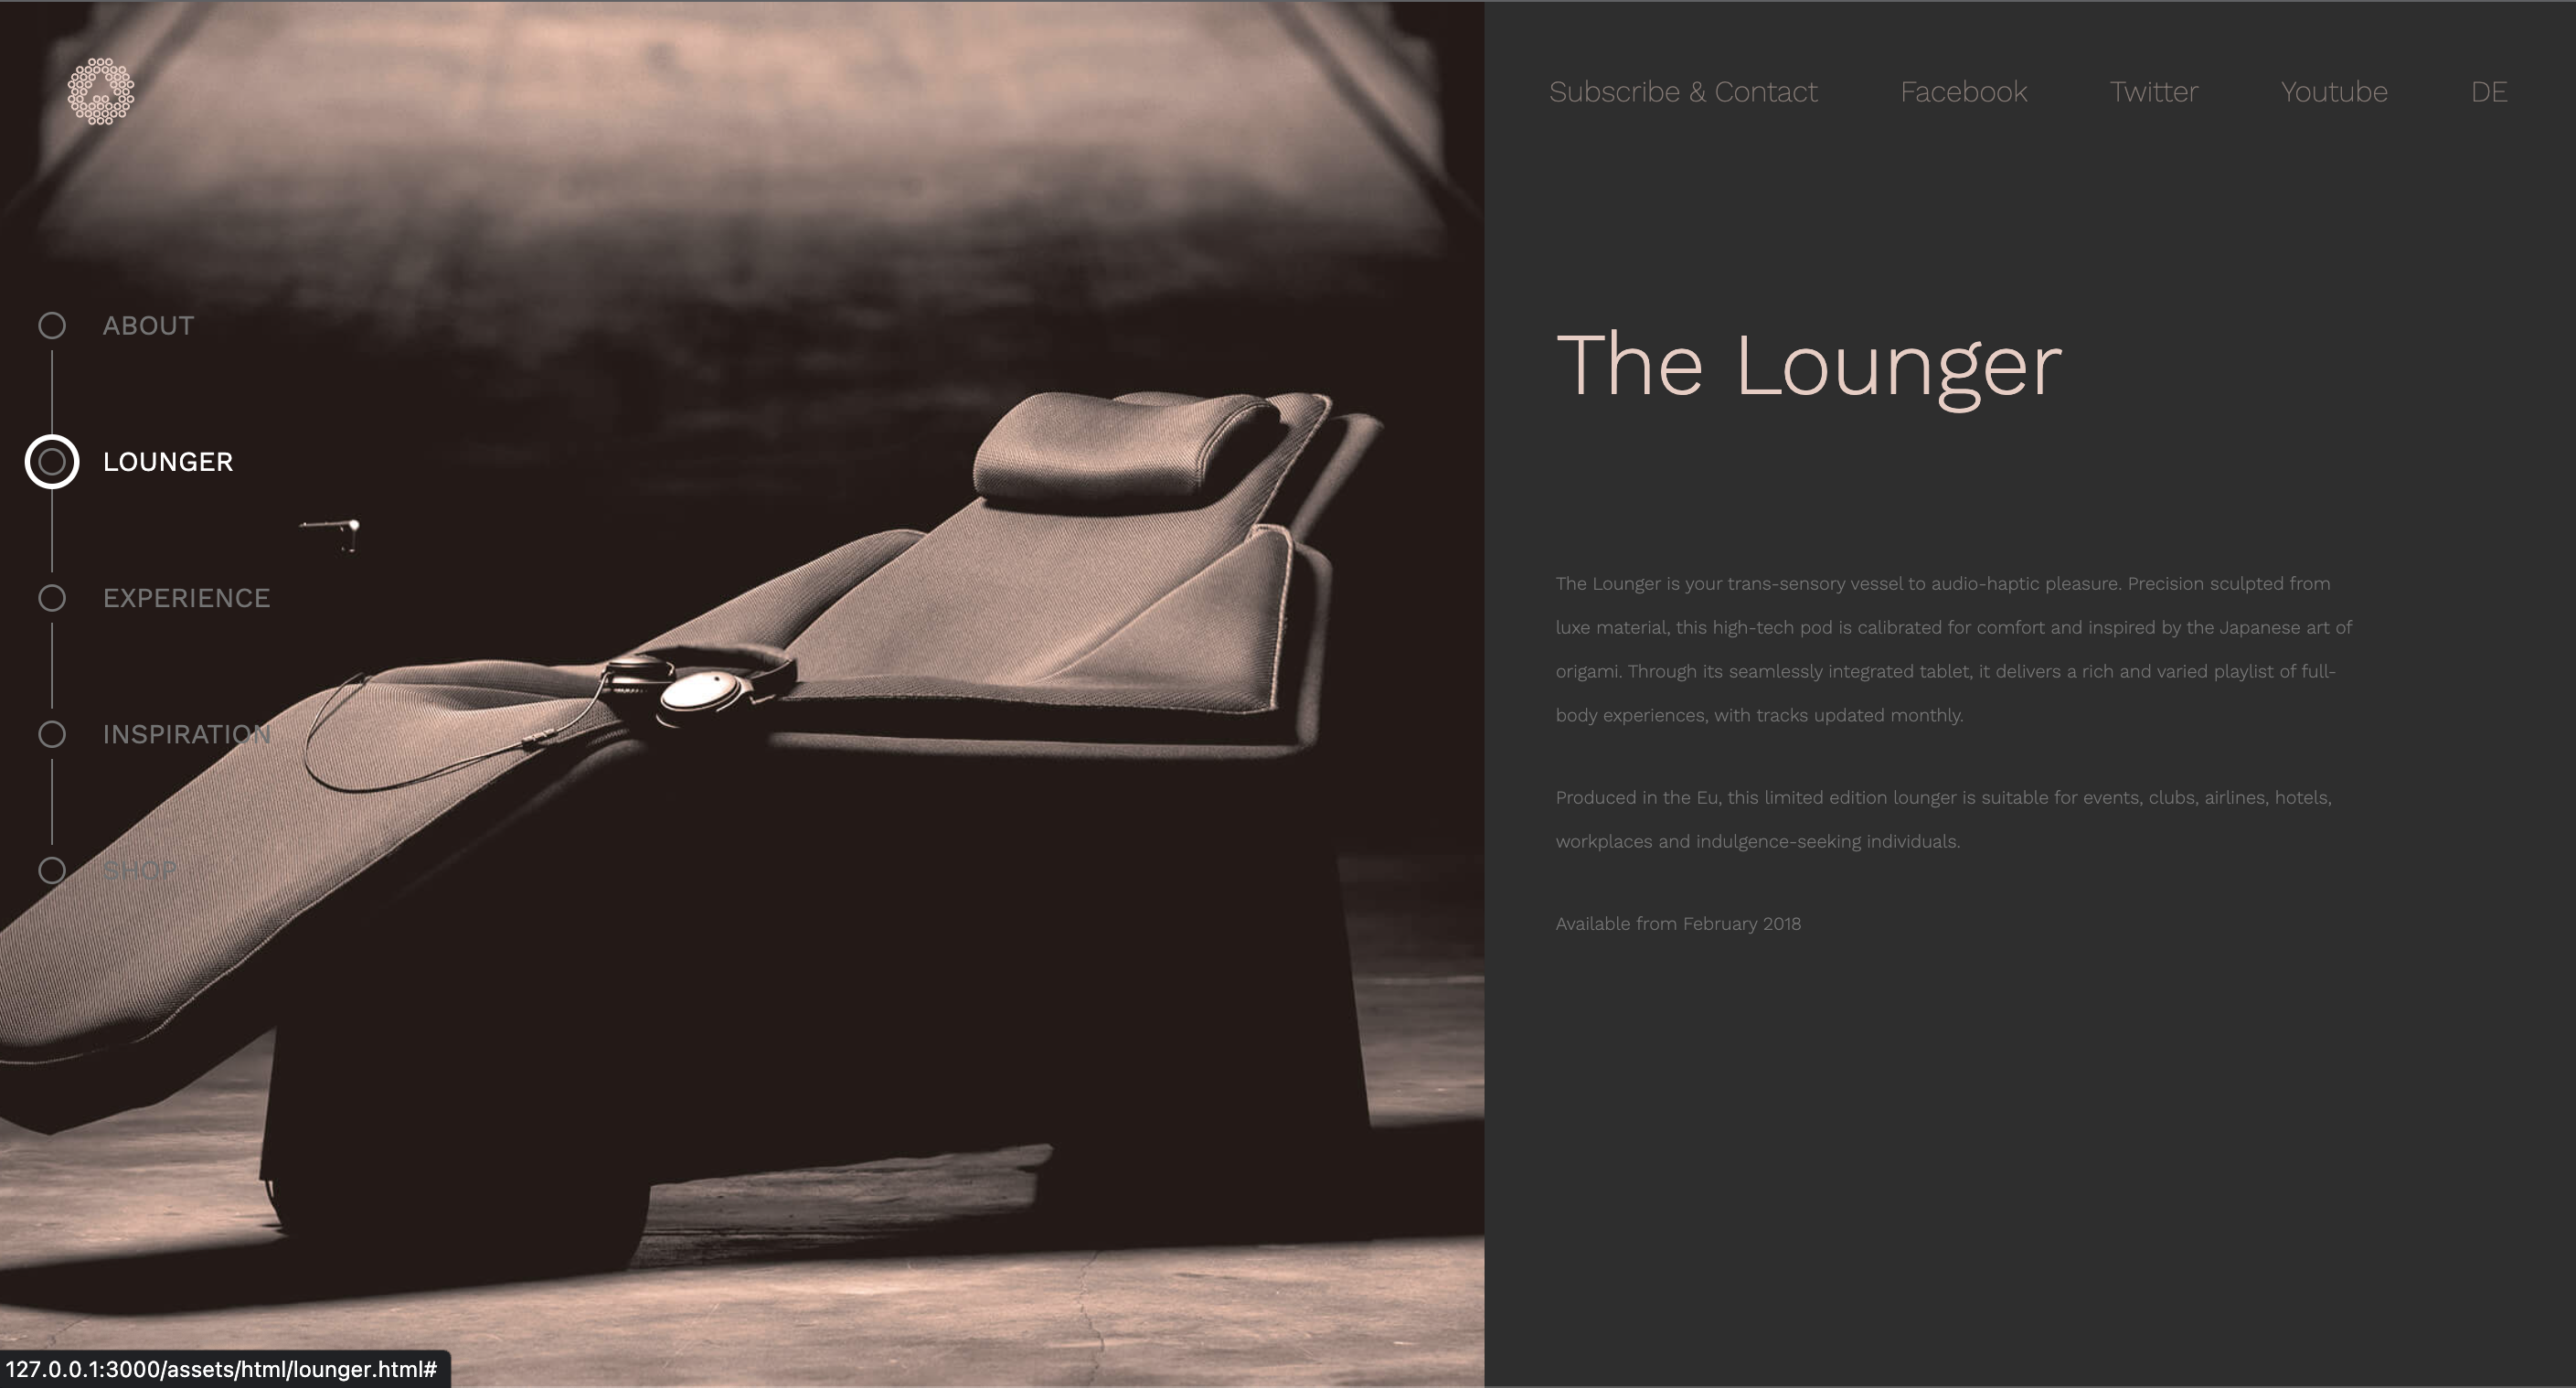 Subscribe & Contact
Facebook
Twitter
Youtube
DE
ABOUT
LOUNGER
EXPERIENCE
INSPIRATION
SHOP
The Lounger
The Lounger is your trans-sensory vessel to audio-haptic pleasure. Precision sculpted from
luxe material, this high-tech pod is calibrated for comfort and inspired by the Japanese art of
origami. Through its seamlessly integrated tablet, it delivers a rich and varied playlist of full-
body experiences, with tracks updated monthly.
Produced in the Eu, this limited edition lounger is suitable for events, clubs, airlines, hotels,
workplaces and indulgence-seeking individuals.
Available from February 2018
127.0.0.1:3000/assets/html/lounger.html#